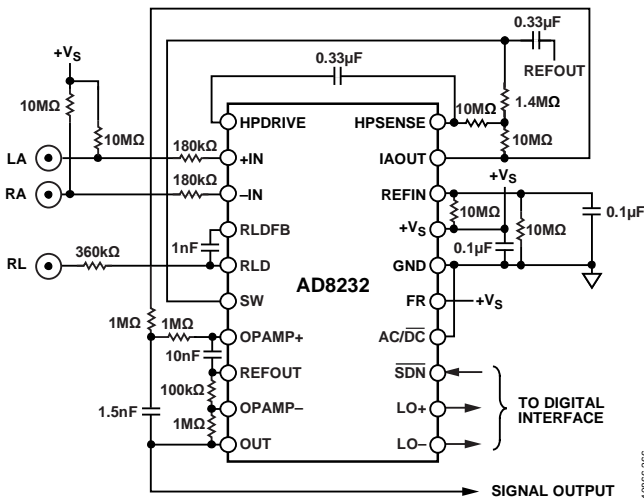 0.33µF
0.33µF
REFOUT
+VS
10MΩ
10MΩ
1.4MΩ
10MΩ
10MΩ
HPDRIVE
HPSENSE
LA
180kΩ
+IN
IAOUT
+VS
RA
180kΩ
–IN
REFIN
10MΩ
0.1µF
RLDFB
+VS
1nF
0.1µF
10MΩ
RL
360kΩ
RLD
GND
AD8232
SW
FR
+VS
1MΩ
1MΩ
OPAMP+
AC/DC
10nF
REFOUT
SDN
100kΩ
TO DIGITAL
INTERFACE
1.5nF
OPAMP–
LO+
1MΩ
OUT
LO–
SIGNAL OUTPUT